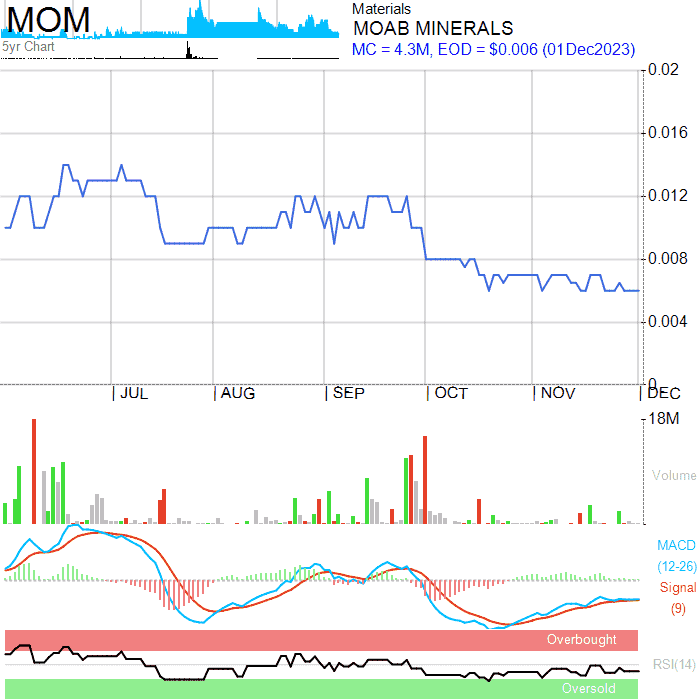 MOM
5yr Chart
Materials
MOAB MINERALS
MC = 4.3M, EOD = $0.006 (01Dec2023)
0.02
0.016
0.012
0.008
0.004
0
JUL AUG SEP OCT NOV DEC
18M
Volume
MACD
(12-26)
Signal
(9)
Overbought
RSI(14)
Oversold